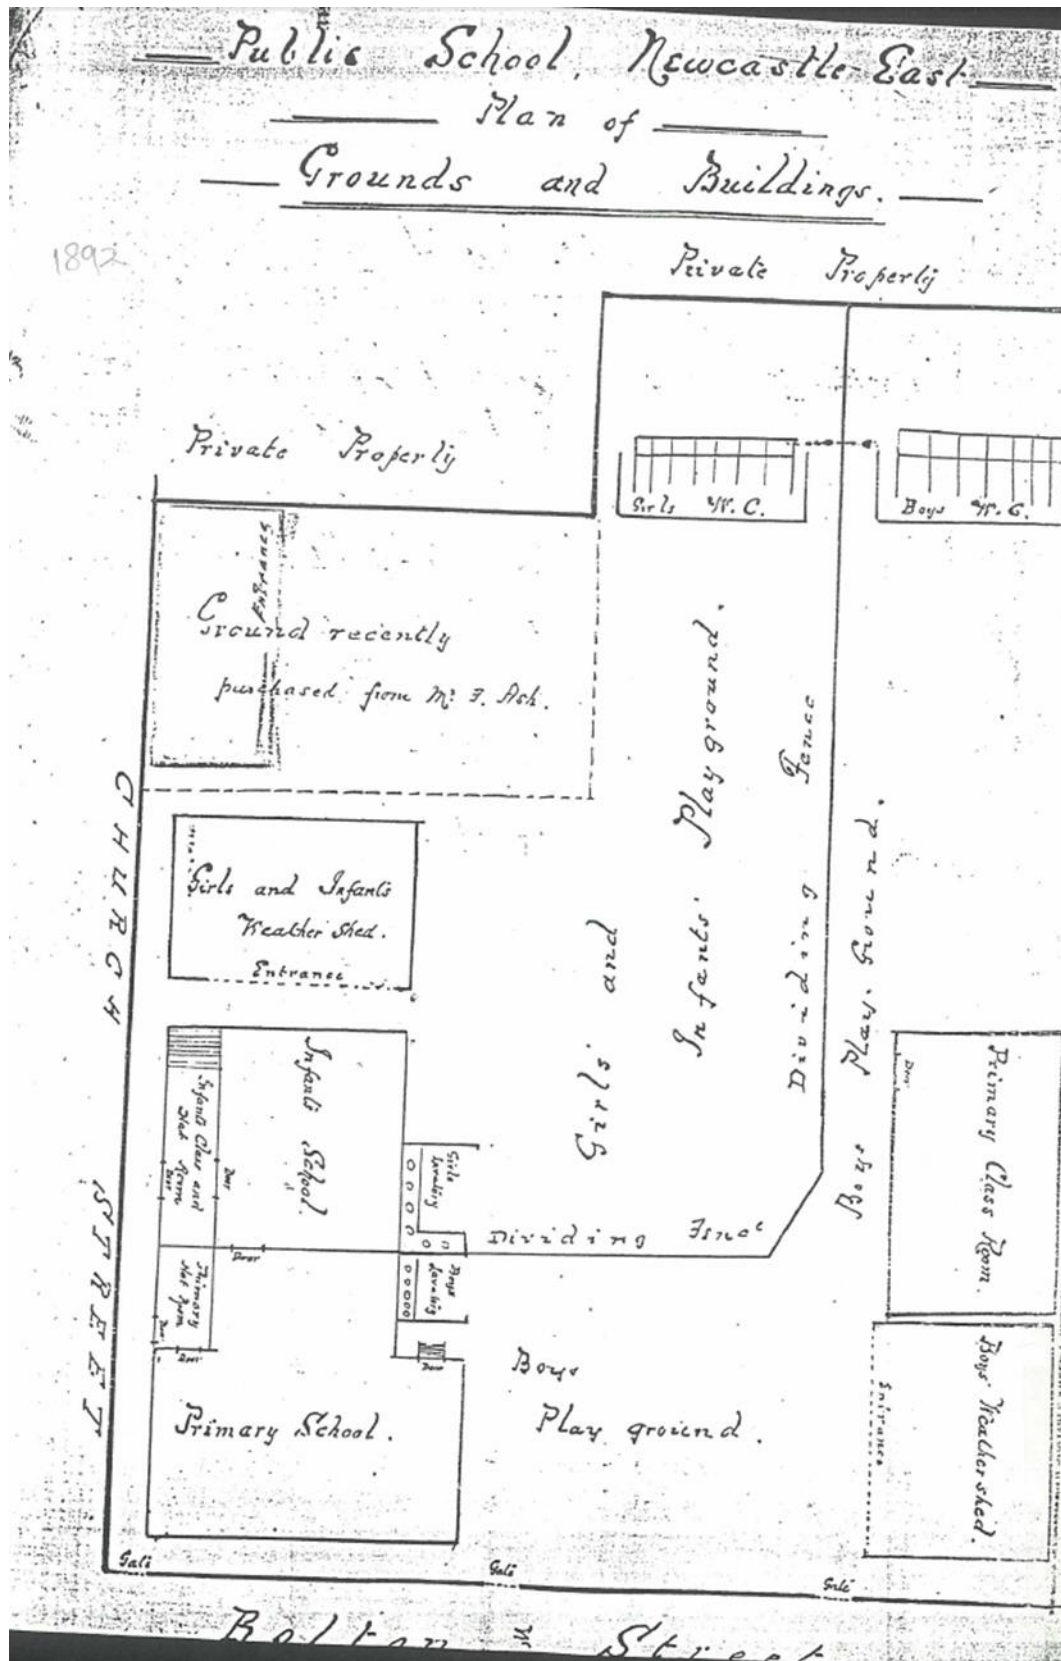 Public School, Newcastle East
Plan of
Grounds and Buildings.
1892
Private Property
Private Property
Girls W.C.
Boys W.C.
Entrance
Ground recently
purchased from Mr. F. Ash.
Girls and Infants
Weather Shed.
Entrance
Girls' and
Infants' Playground.
Dividing Fence
Boys Play-Ground.
CHURCH STREET
Infants School.
Infants Class and
Hat Room
Door
Door
Girls
Lavatory
Dividing Fence
Door
Primary
Hat Room
Door
Door
Boys
Lavatory
Door
Primary Class Room.
Door
Boys
Play ground.
Primary School.
Boys' Weather shed.
Entrance
Gate
Gate
Gate
Bolton Street